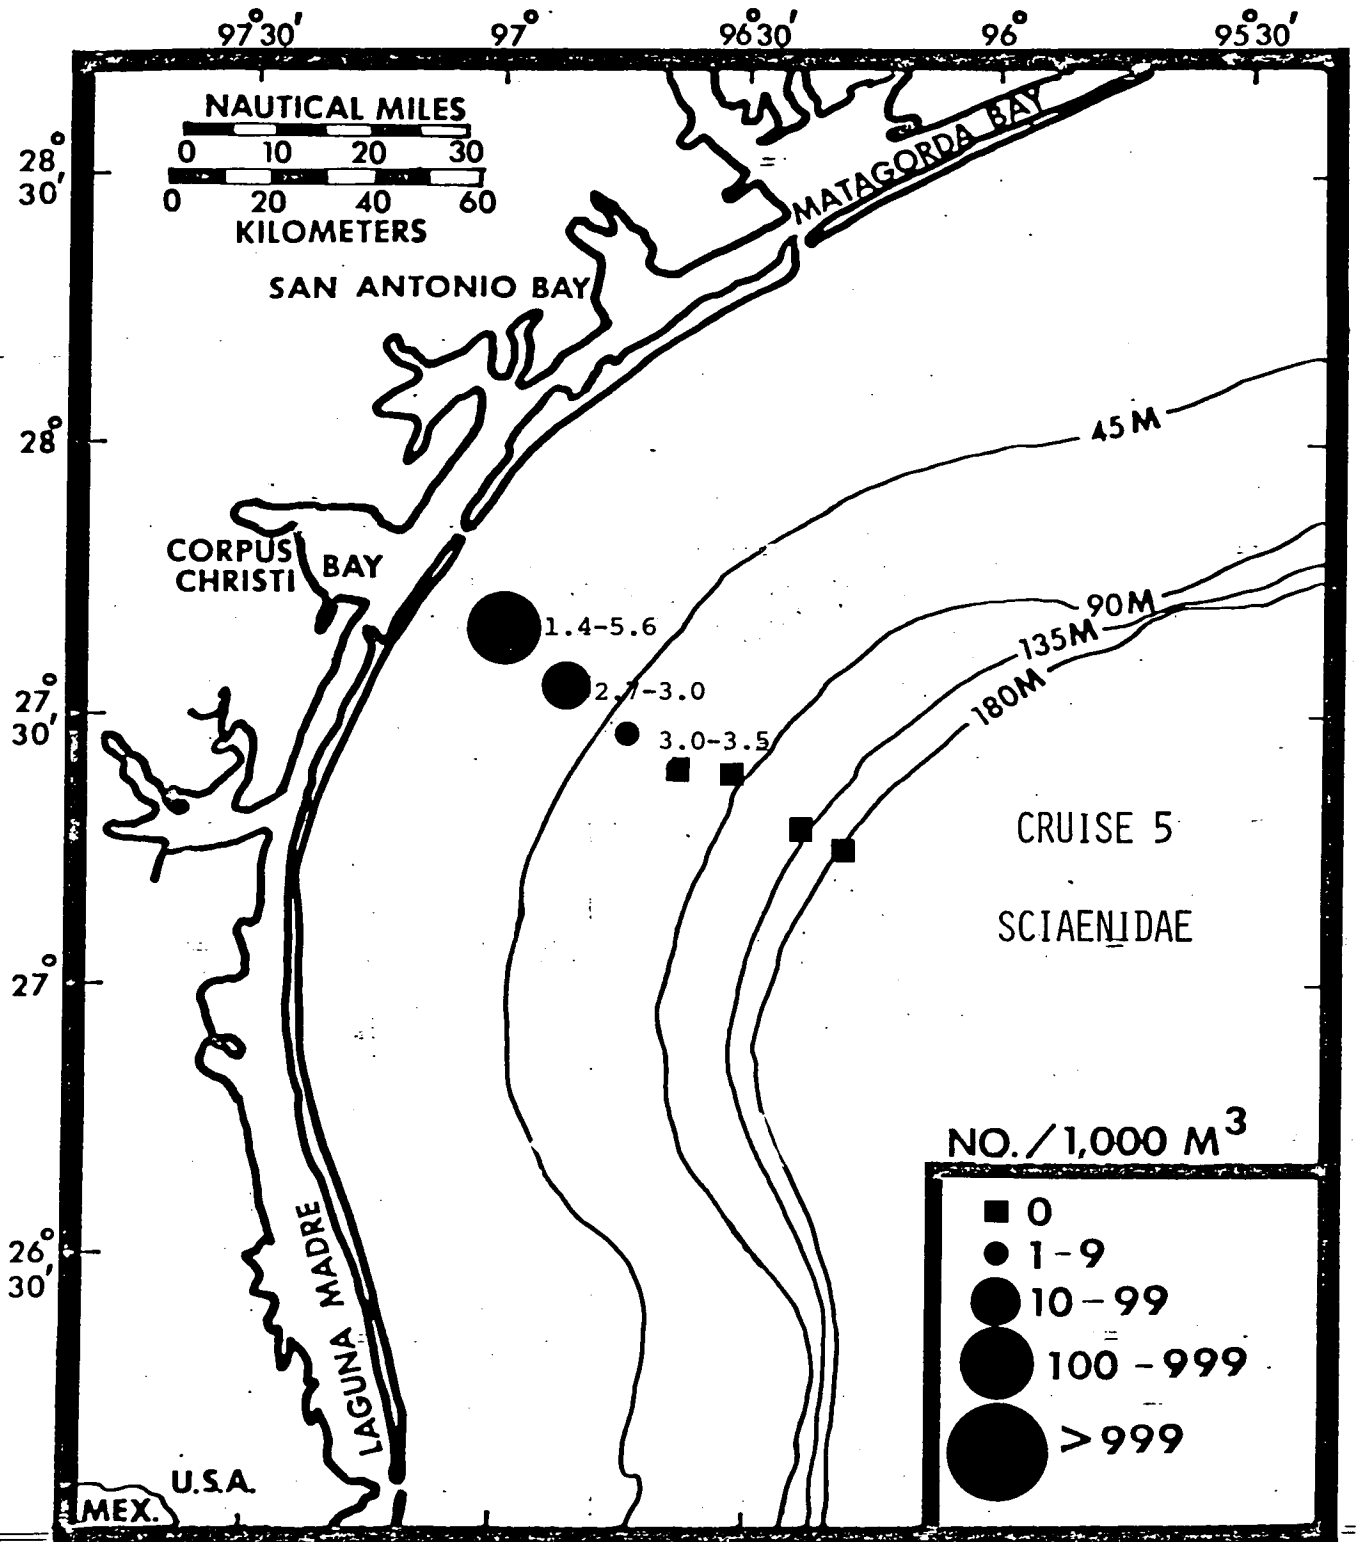 97°30′ 97° 96°30′ 96° 95°30′
NAUTICAL MILES
0 10 20 30
0 20 40 60
KILOMETERS
28°
30′
MATAGORDA BAY
SAN ANTONIO BAY
28°
45M
CORPUS
CHRISTI
BAY
90M
135M
180M
1.4-5.6
2.7-3.0
27°
30′
3.0-3.5
CRUISE 5
SCIAENIDAE
27°
NO./1,000 M³
0
1-9
10-99
100-999
>999
26°
30′
LAGUNA MADRE
U.S.A.
MEX.